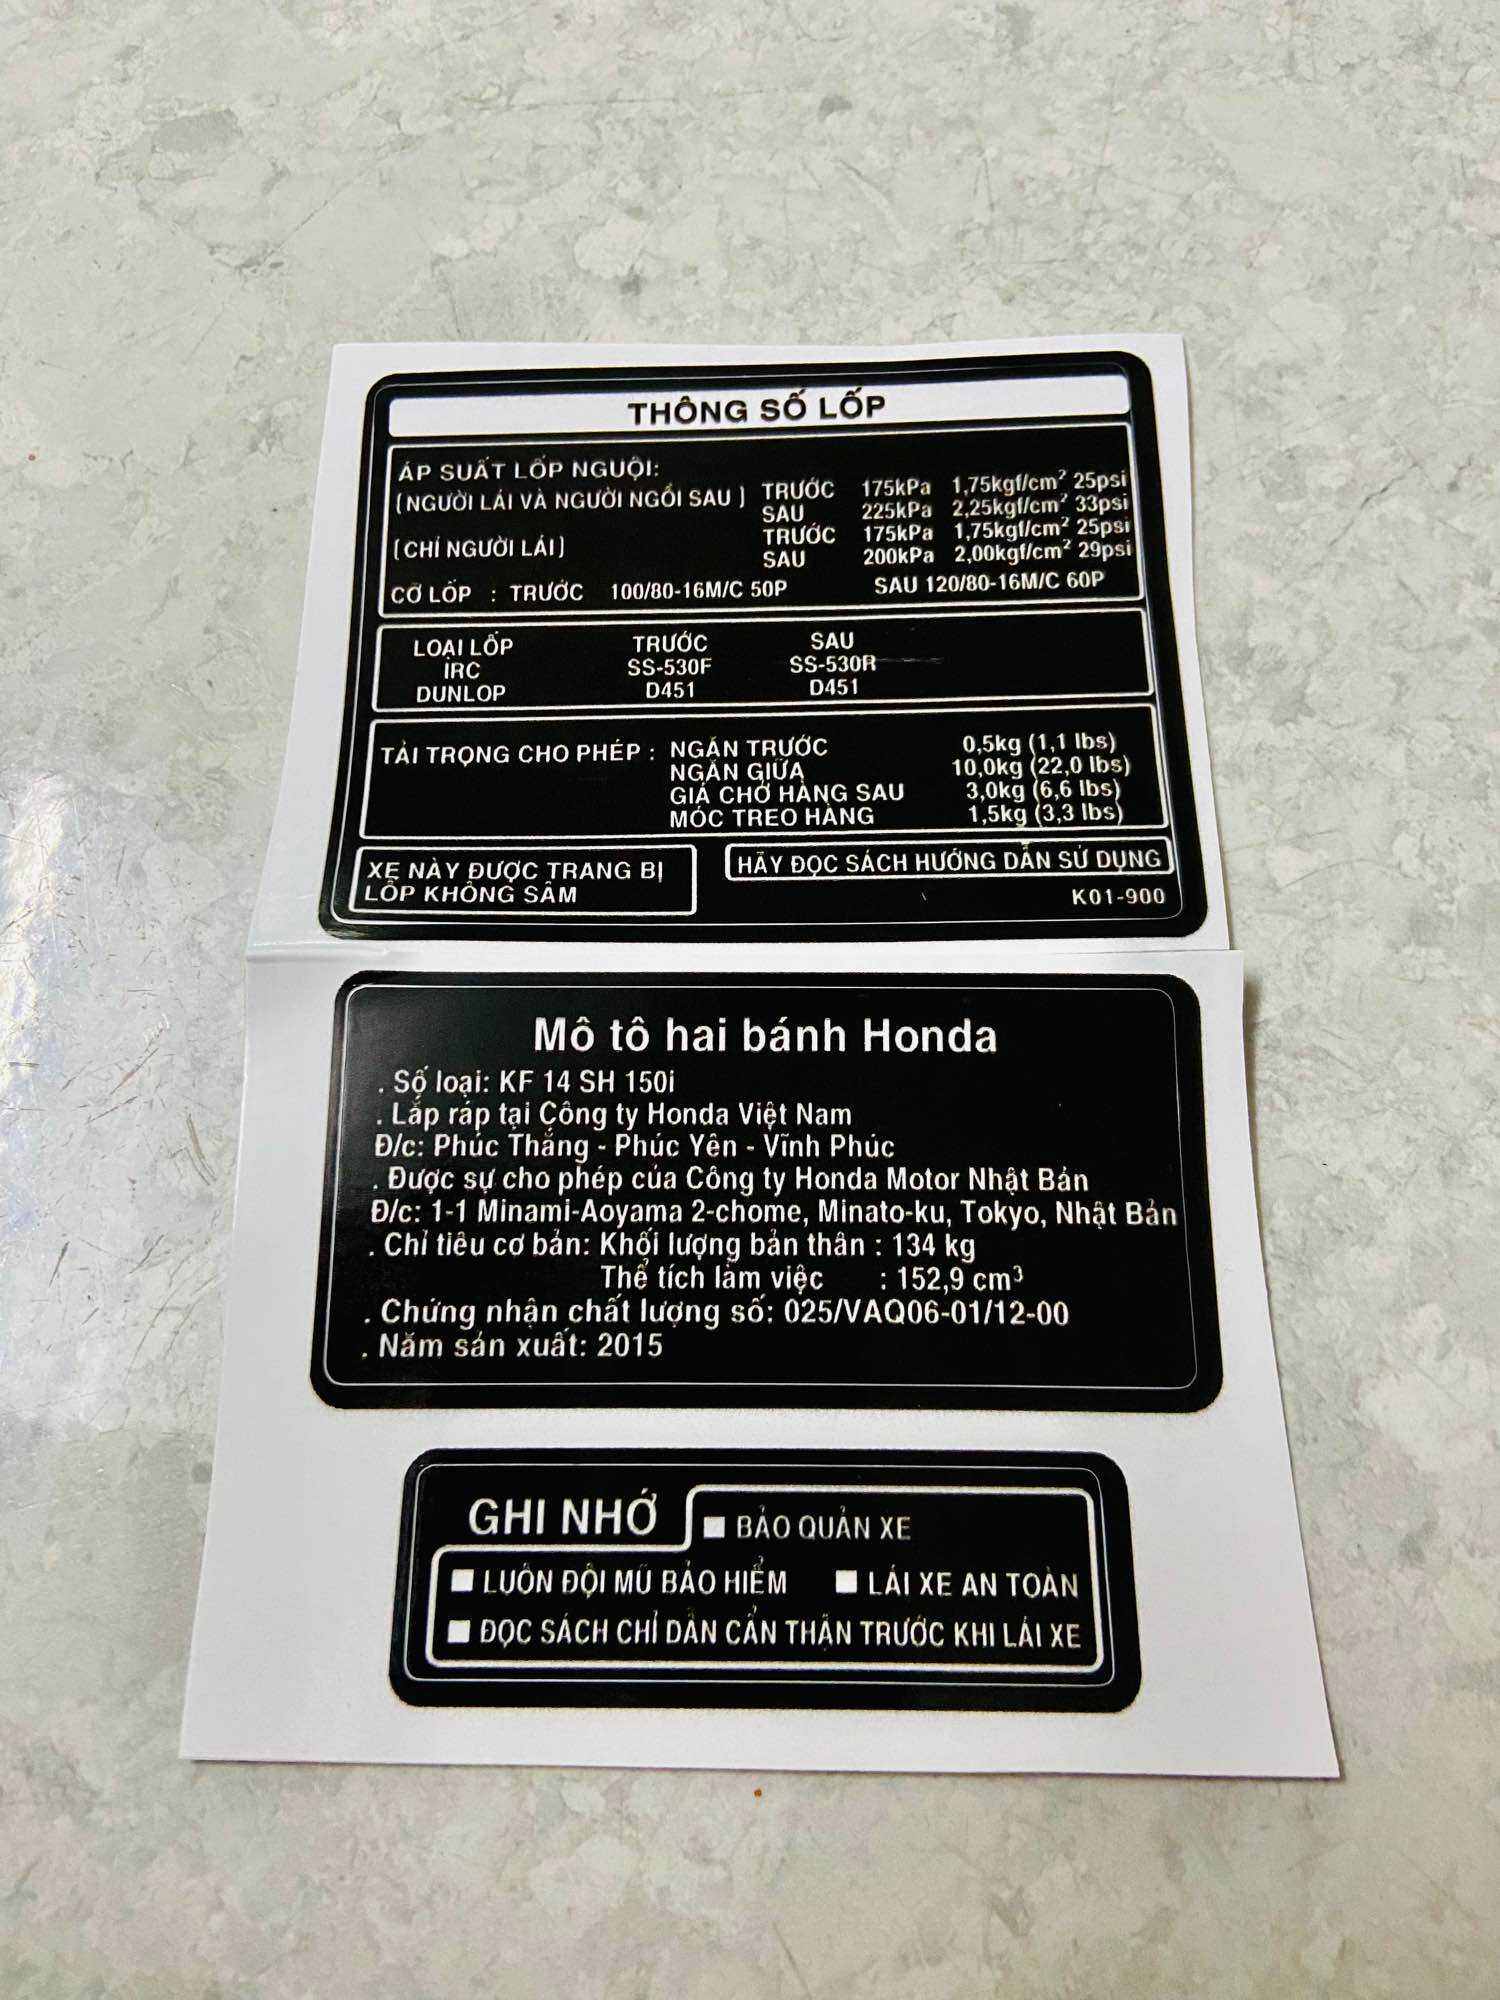 THÔNG SỐ LỐP
ÁP SUẤT LỐP NGUỘI:
(NGƯỜI LÁI VÀ NGƯỜI NGỒI SAU) TRƯỚC 175kPa 1,75kgf/cm² 25psi
SAU 225kPa 2,25kgf/cm² 33psi
(CHỈ NGƯỜI LÁI) TRƯỚC 175kPa 1,75kgf/cm² 25psi
SAU 200kPa 2,00kgf/cm² 29psi
CỠ LỐP : TRƯỚC 100/80-16M/C 50P SAU 120/80-16M/C 60P
LOẠI LỐP TRƯỚC SAU
IRC SS-530F SS-530R
DUNLOP D451 D451
TẢI TRỌNG CHO PHÉP : NGĂN TRƯỚC 0,5kg (1,1 lbs)
NGĂN GIỮA 10,0kg (22,0 lbs)
GIÁ CHỞ HÀNG SAU 3,0kg (6,6 lbs)
MÓC TREO HÀNG 1,5kg (3,3 lbs)
XE NÀY ĐƯỢC TRANG BỊ
LỐP KHÔNG SĂM
HÃY ĐỌC SÁCH HƯỚNG DẪN SỬ DỤNG
K01-900
Mô tô hai bánh Honda
. Số loại: KF 14 SH 150i
. Lắp ráp tại Công ty Honda Việt Nam
Đ/c: Phúc Thắng - Phúc Yên - Vĩnh Phúc
. Được sự cho phép của Công ty Honda Motor Nhật Bản
Đ/c: 1-1 Minami-Aoyama 2-chome, Minato-ku, Tokyo, Nhật Bản
. Chỉ tiêu cơ bản: Khối lượng bản thân : 134 kg
Thể tích làm việc : 152,9 cm³
. Chứng nhận chất lượng số: 025/VAQ06-01/12-00
. Năm sản xuất: 2015
GHI NHỚ
BẢO QUẢN XE
LUÔN ĐỘI MŨ BẢO HIỂM LÁI XE AN TOÀN
ĐỌC SÁCH CHỈ DẪN CẨN THẬN TRƯỚC KHI LÁI XE